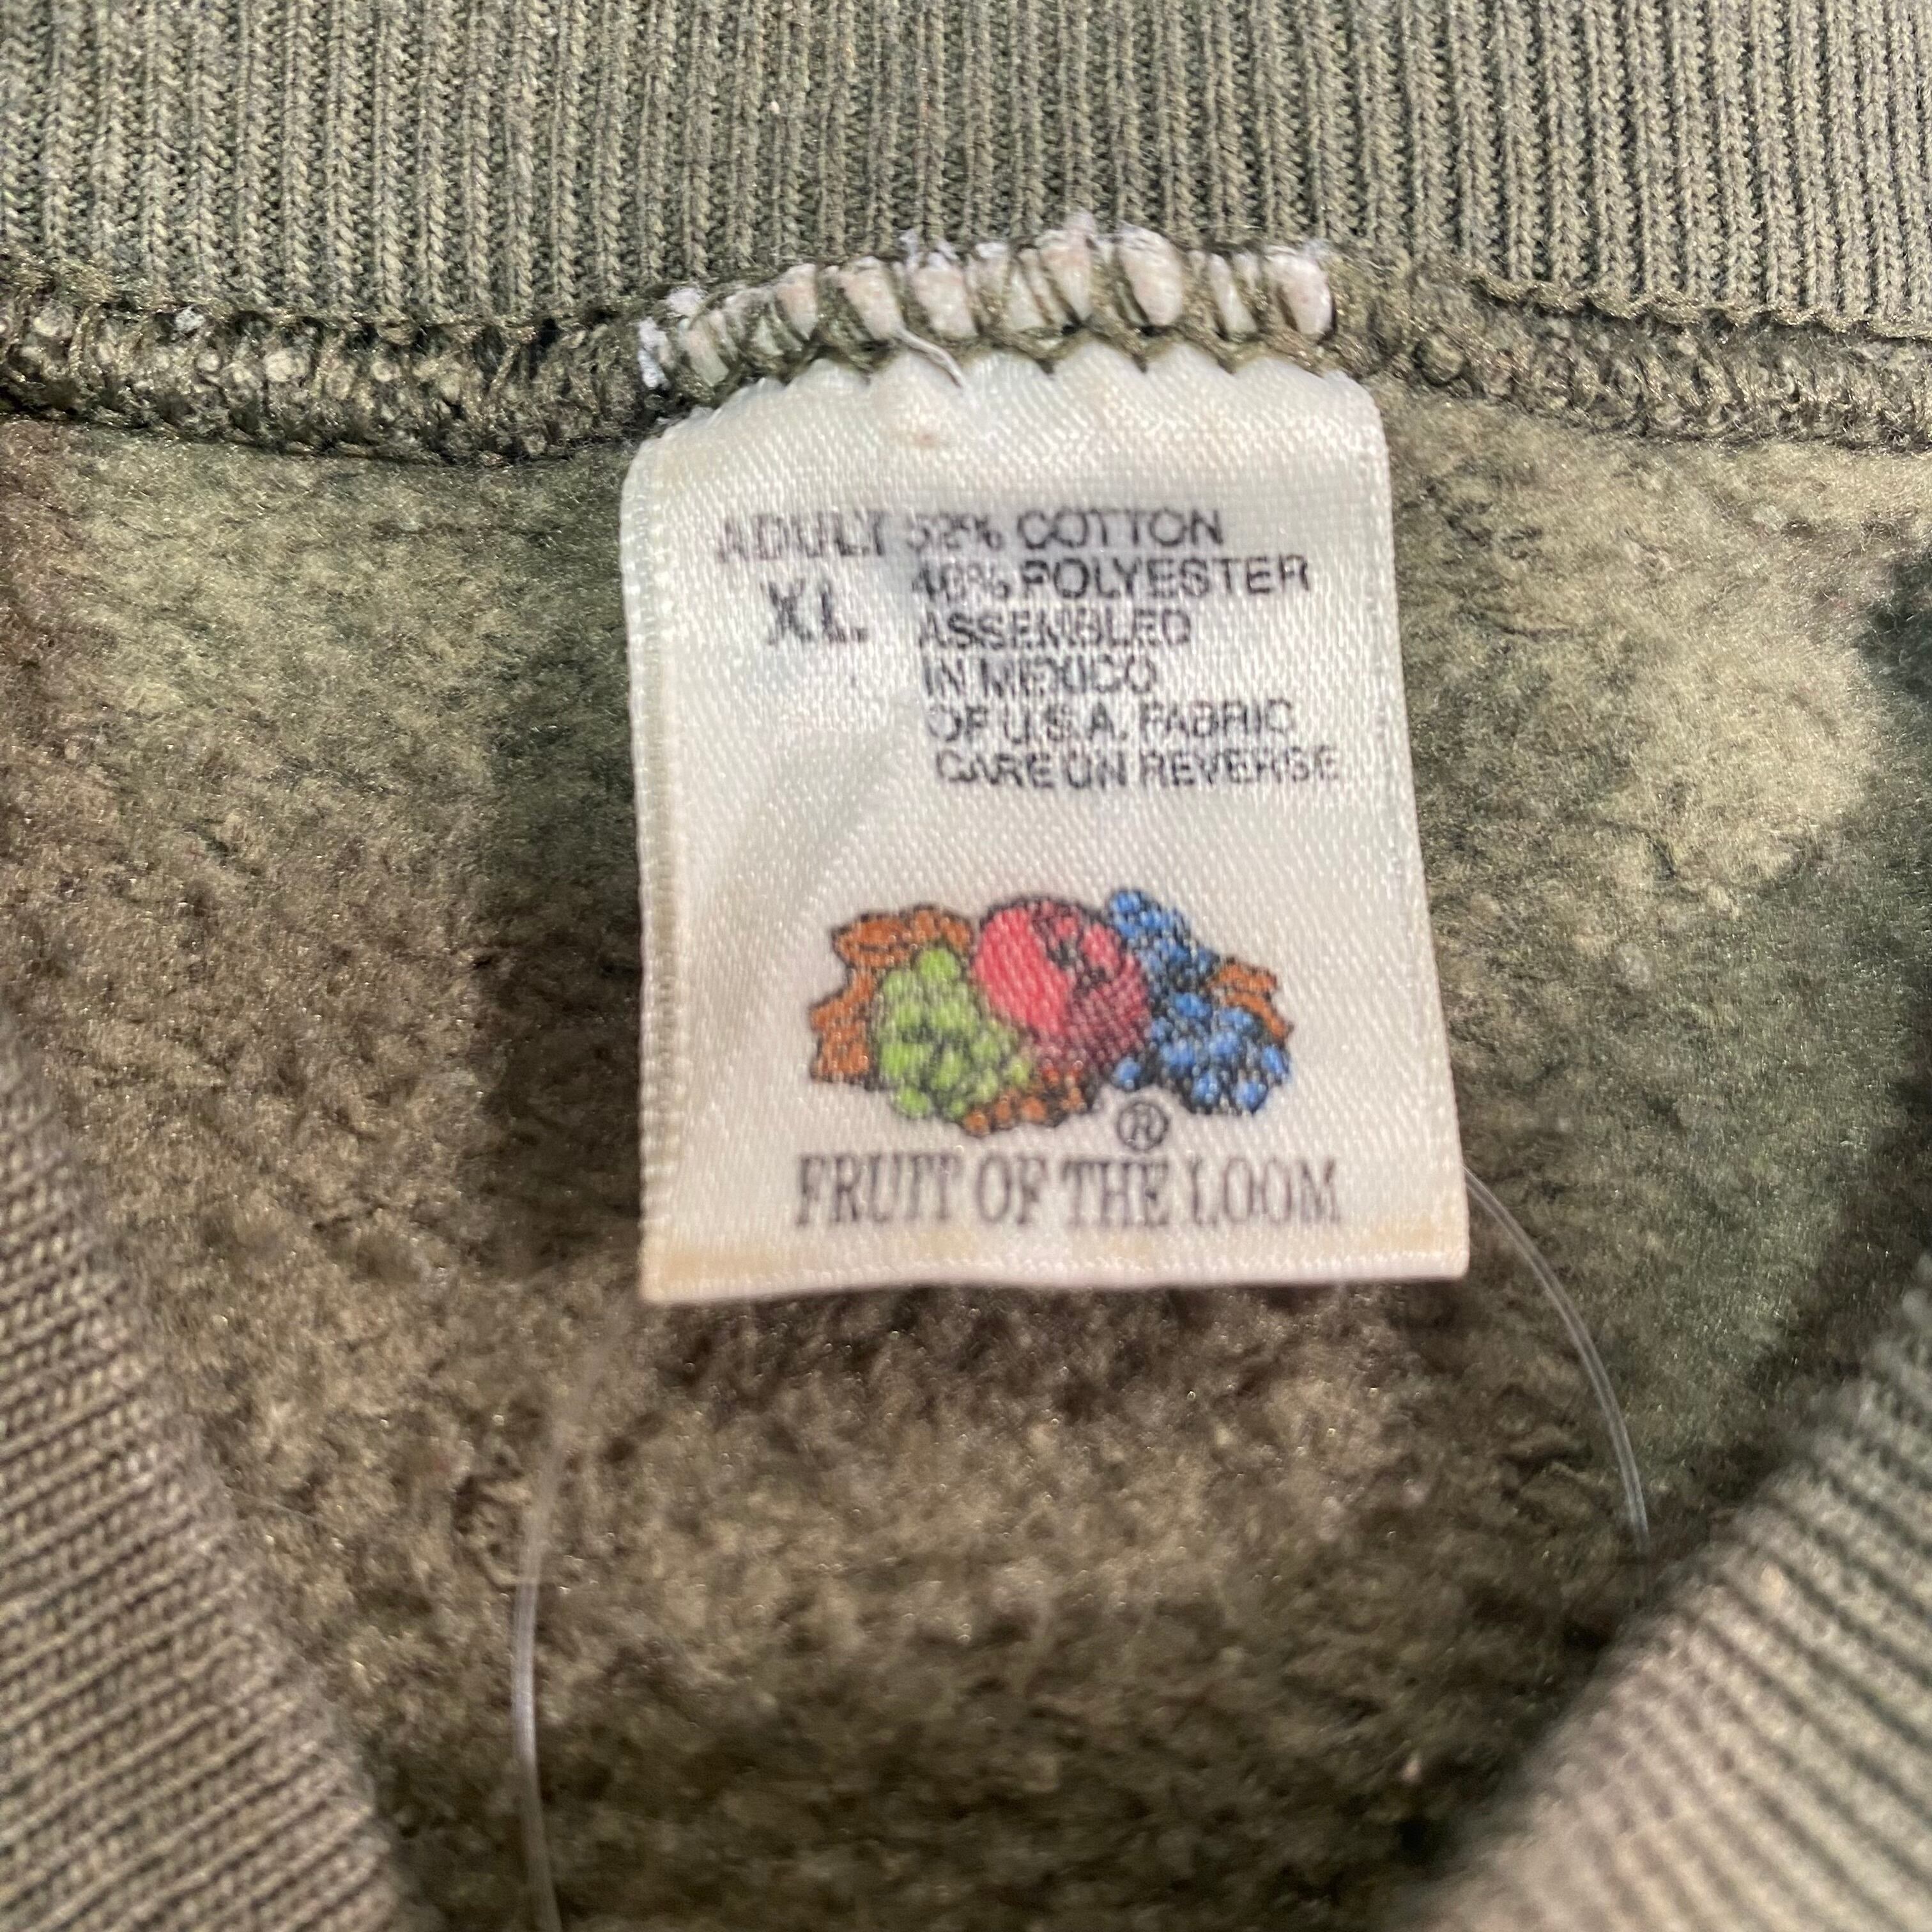 ADULT 52% COTTON
XL 48% POLYESTER
ASSEMBLED
IN MEXICO
OF U.S.A. FABRIC
CARE ON REVERSE
®
FRUIT OF THE LOOM